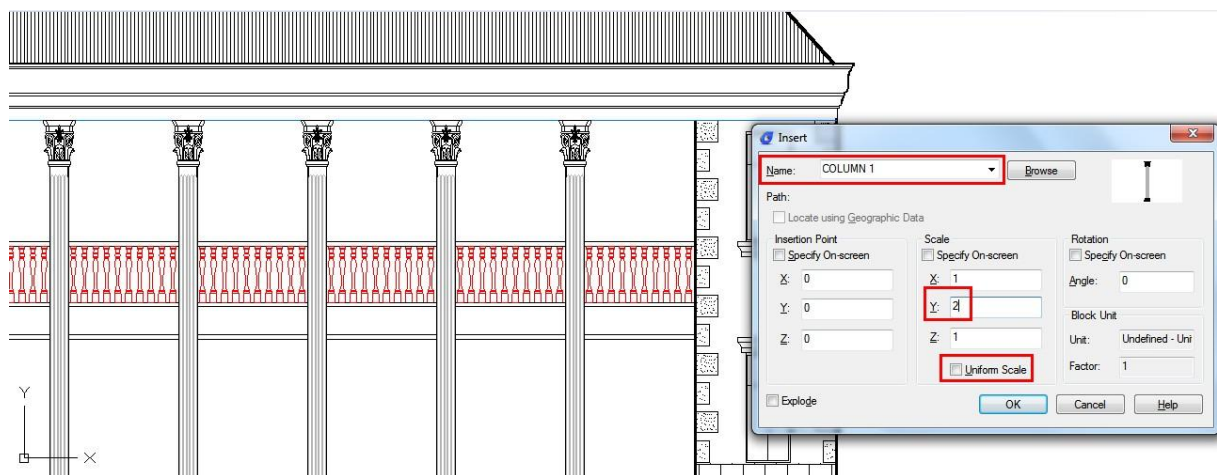 Insert
Name: COLUMN 1 Browse
Path:
Locate using Geographic Data
Insertion Point Scale Rotation
Specify On-screen Specify On-screen Specify On-screen
X: 0 X: 1 Angle: 0
Y: 0 Y: 2 Block Unit
Z: 0 Z: 1 Unit: Undefined - Uni
Uniform Scale Factor: 1
Explode OK Cancel Help
Y
X